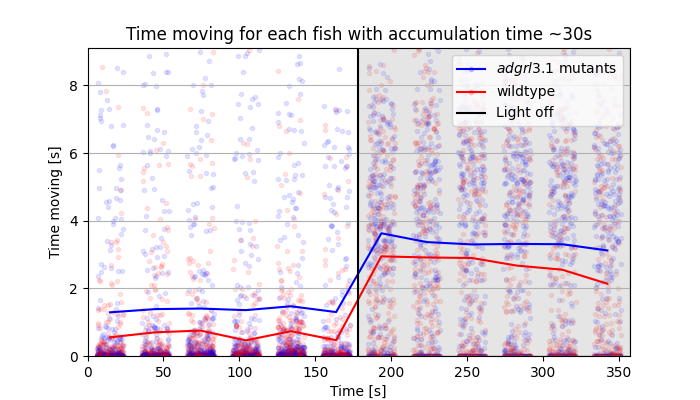 Time moving for each fish with accumulation time ~30s
Time moving [s]
8
6
4
2
0
adgrl3.1 mutants
wildtype
Light off
0 50 100 150 200 250 300 350
Time [s]